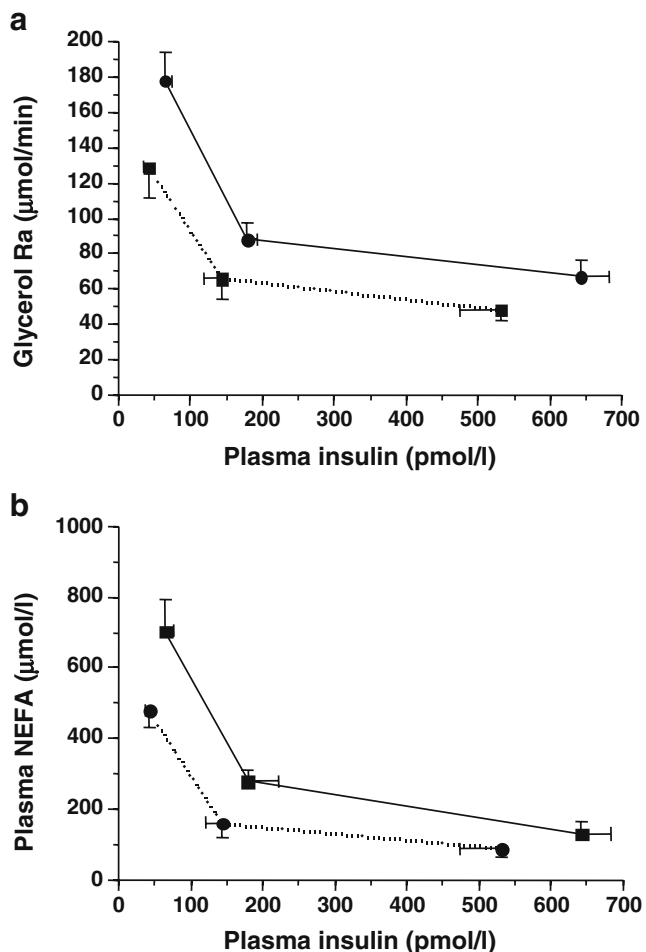 a
Glycerol Ra (μmol/min)
200
180
160
140
120
100
80
60
40
20
0
0 100 200 300 400 500 600 700
Plasma insulin (pmol/l)
b
Plasma NEFA (μmol/l)
1000
800
600
400
200
0
0 100 200 300 400 500 600 700
Plasma insulin (pmol/l)